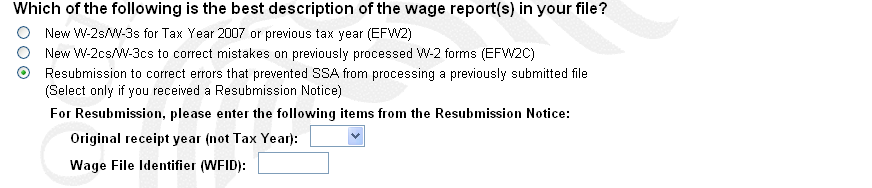 Which of the following is the best description of the wage report(s) in your file?
New W-2s/W-3s for Tax Year 2007 or previous tax year (EFW2)
New W-2cs/W-3cs to correct mistakes on previously processed W-2 forms (EFW2C)
Resubmission to correct errors that prevented SSA from processing a previously submitted file
(Select only if you received a Resubmission Notice)
For Resubmission, please enter the following items from the Resubmission Notice:
Original receipt year (not Tax Year):
Wage File Identifier (WFID):